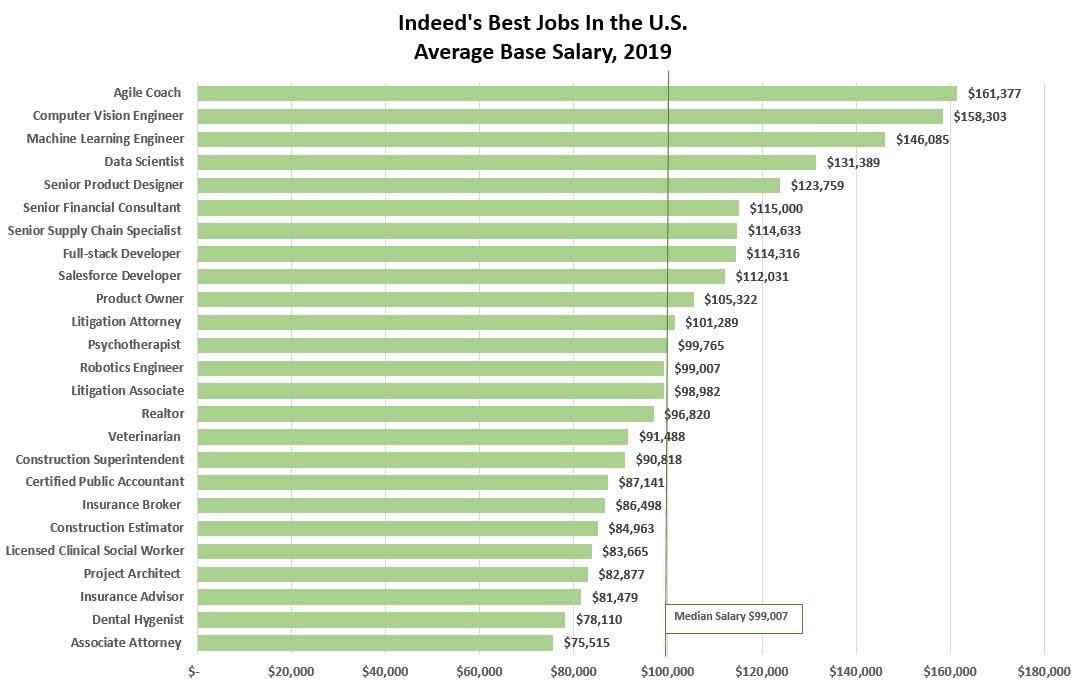 Indeed's Best Jobs In the U.S.
Average Base Salary, 2019
Agile Coach $161,377
Computer Vision Engineer $158,303
Machine Learning Engineer $146,085
Data Scientist $131,389
Senior Product Designer $123,759
Senior Financial Consultant $115,000
Senior Supply Chain Specialist $114,633
Full-stack Developer $114,316
Salesforce Developer $112,031
Product Owner $105,322
Litigation Attorney $101,289
Psychotherapist $99,765
Robotics Engineer $99,007
Litigation Associate $98,982
Realtor $96,820
Veterinarian $91,488
Construction Superintendent $90,818
Certified Public Accountant $87,141
Insurance Broker $86,498
Construction Estimator $84,963
Licensed Clinical Social Worker $83,665
Project Architect $82,877
Insurance Advisor $81,479
Dental Hygenist $78,110
Median Salary $99,007
Associate Attorney $75,515
$- $20,000 $40,000 $60,000 $80,000 $100,000 $120,000 $140,000 $160,000 $180,000